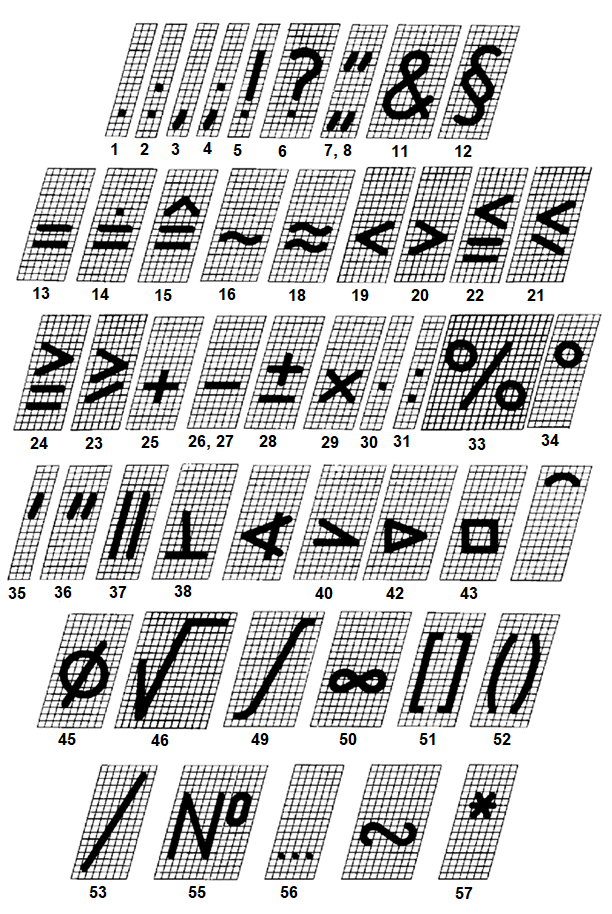 . : , ; ! ? " „ & §
1 2 3 4 5 6 7, 8 11 12
= ≐ ≙ ~ ≈ < > ≦ ⩽
13 14 15 16 18 19 20 22 21
≧ ⩾ + − ± × · : % °
24 23 25 26, 27 28 29 30 31 33 34
′ ″ ∥ ⊥ ∢ ⦣ ▷ □ ⌒
35 36 37 38 40 42 43
Ø √ ∫ ∞ [ ] ( )
45 46 49 50 51 52
/ № ... ∾ *
53 55 56 57